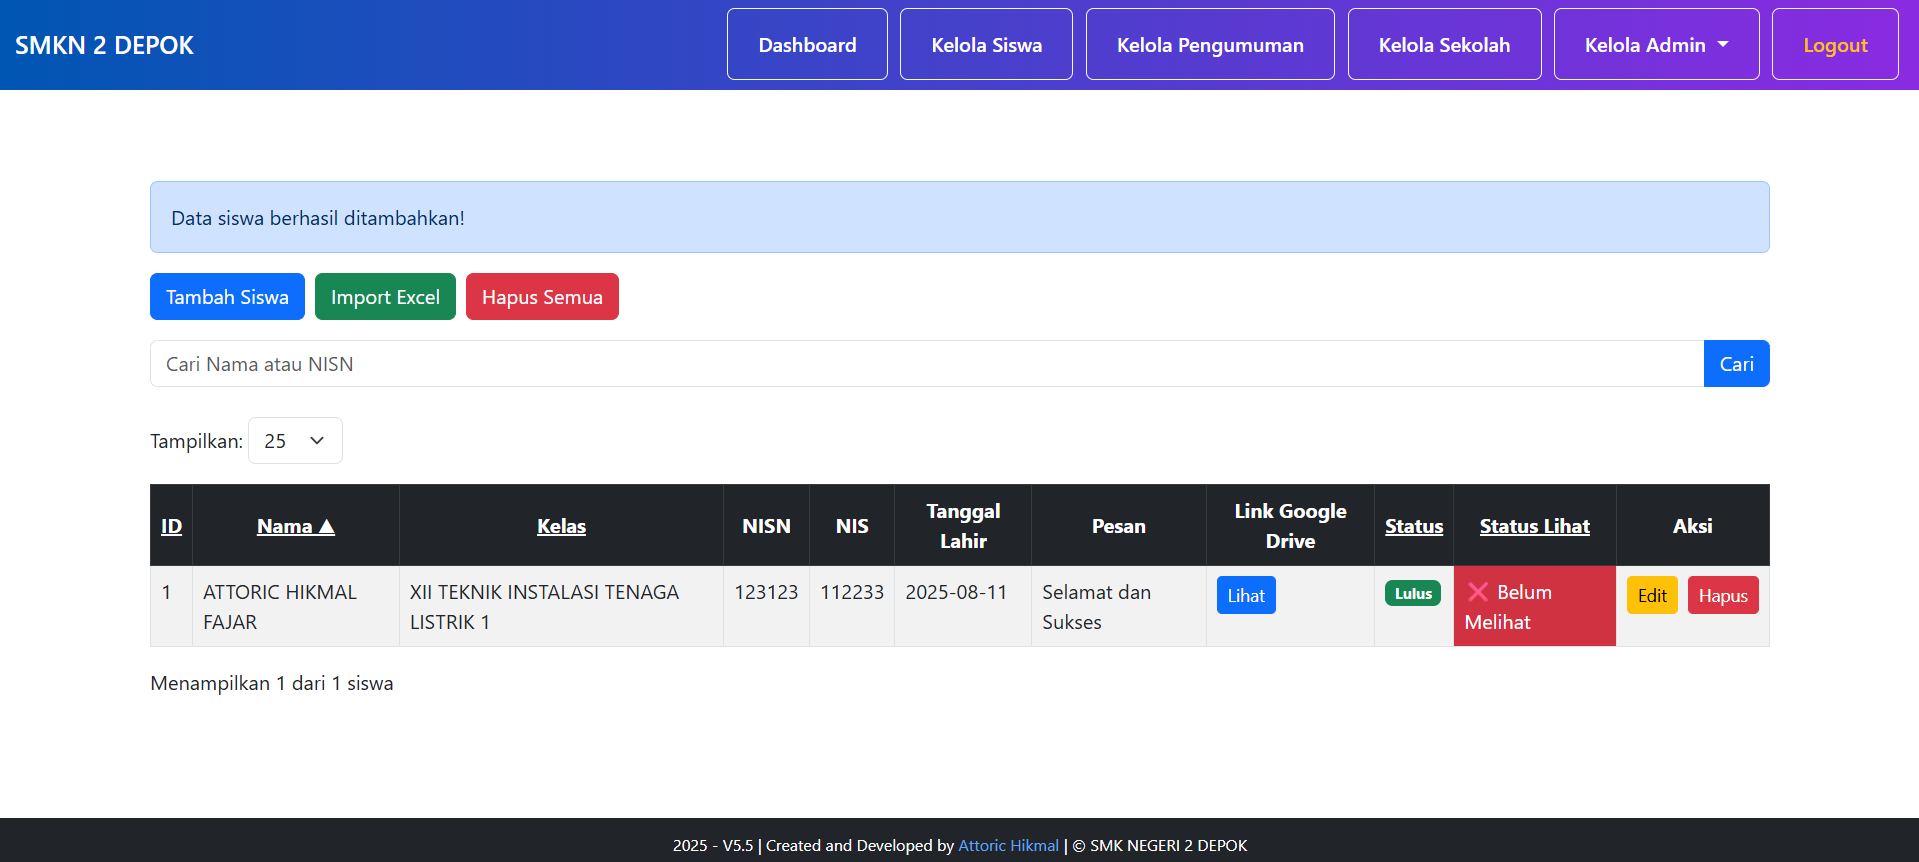 SMKN 2 DEPOK
Dashboard
Kelola Siswa
Kelola Pengumuman
Kelola Sekolah
Kelola Admin
Logout
Data siswa berhasil ditambahkan!
Tambah Siswa
Import Excel
Hapus Semua
Cari Nama atau NISN
Cari
Tampilkan: 25
ID
Nama ▲
Kelas
NISN
NIS
Tanggal
Lahir
Pesan
Link Google
Drive
Status
Status Lihat
Aksi
1
ATTORIC HIKMAL
FAJAR
XII TEKNIK INSTALASI TENAGA
LISTRIK 1
123123
112233
2025-08-11
Selamat dan
Sukses
Lihat
Lulus
❌ Belum
Melihat
Edit
Hapus
Menampilkan 1 dari 1 siswa
2025 - V5.5 | Created and Developed by Attoric Hikmal | © SMK NEGERI 2 DEPOK